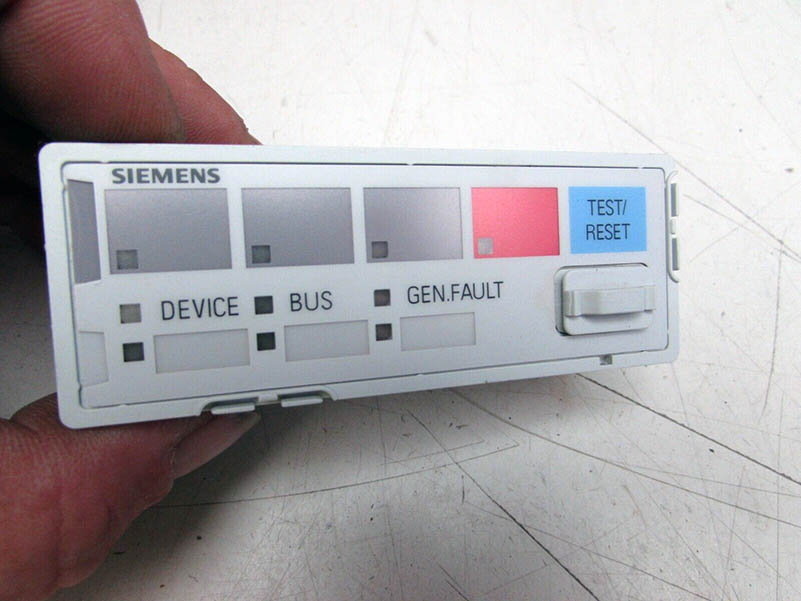 SIEMENS
TEST/
RESET
DEVICE BUS GEN.FAULT